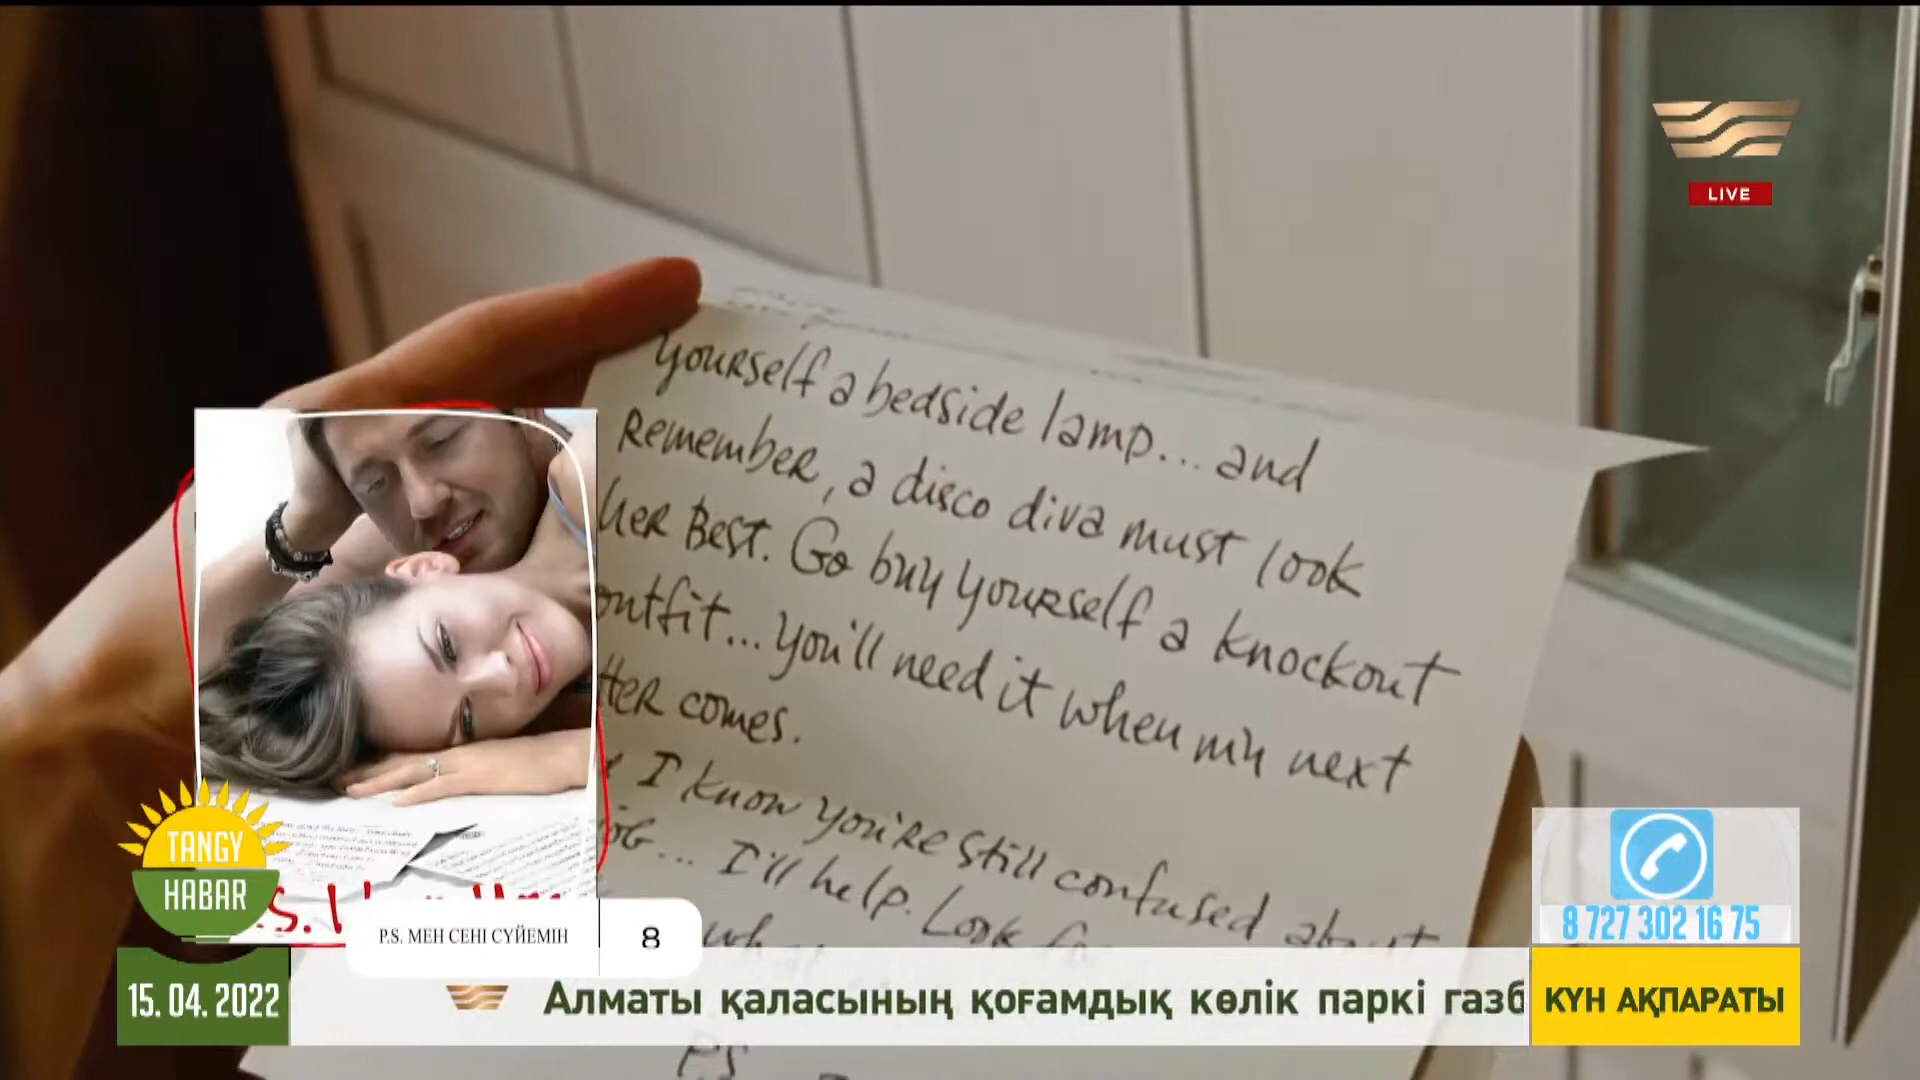 LIVE
yourself a bedside lamp... and
Remember, a disco diva must look
her Best. Go buy yourself a knockout
outfit... you'll need it when my next
comes.
I know you're still confused about
I'll help. Look
P.S
TANGY
HABAR
P.S. МЕН СЕНІ СҮЙЕМІН
8
8 727 302 16 75
15. 04. 2022
Алматы қаласының қоғамдық көлік паркі газб
КҮН АҚПАРАТЫ